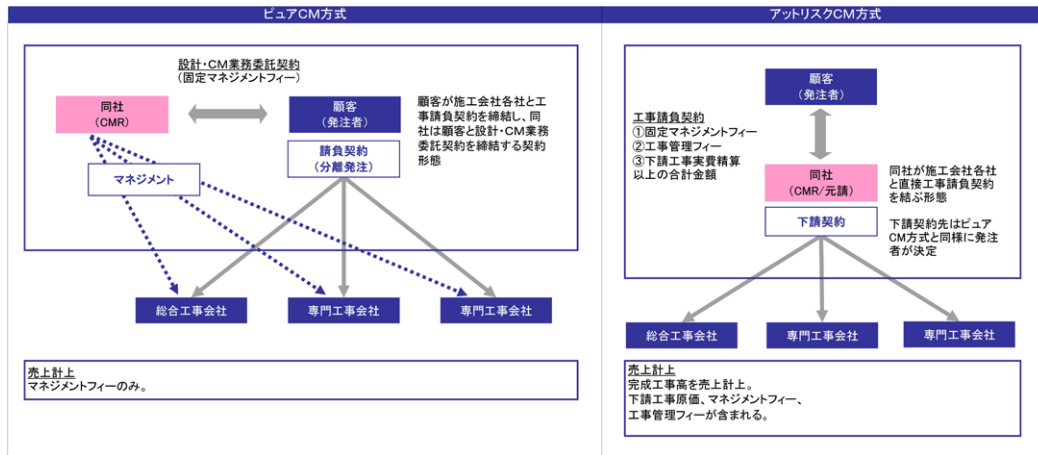 ピュアCM方式
設計・CM業務委託契約
(固定マネジメントフィー)
同社
(CMR)
顧客
(発注者)
請負契約
(分離発注)
マネジメント
顧客が施工会社各社と工
事請負契約を締結し、同
社は顧客と設計・CM業務
委託契約を締結する契約
形態
総合工事会社
専門工事会社
専門工事会社
売上計上
マネジメントフィーのみ。
アットリスクCM方式
顧客
(発注者)
工事請負契約
①固定マネジメントフィー
②工事管理フィー
③下請工事実費精算
以上の合計金額
同社
(CMR/元請)
下請契約
同社が施工会社各社
と直接工事請負契約
を結ぶ形態
下請契約先はピュア
CM方式と同様に発注
者が決定
総合工事会社
専門工事会社
専門工事会社
売上計上
完成工事高を売上計上。
下請工事原価、マネジメントフィー、
工事管理フィーが含まれる。